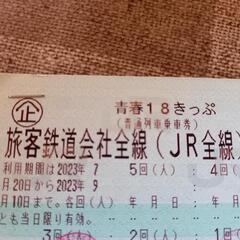 企
青春18きっぷ
(普通列車乗車券)
旅客鉄道会社全線(JR全線)
利用期間は2023年 7 5回(人) 4回(
月20日から2023年 9 年 月 日 年
月10日まで。各回(人)
とも当日限り有効。
3回( 2回(人) 1